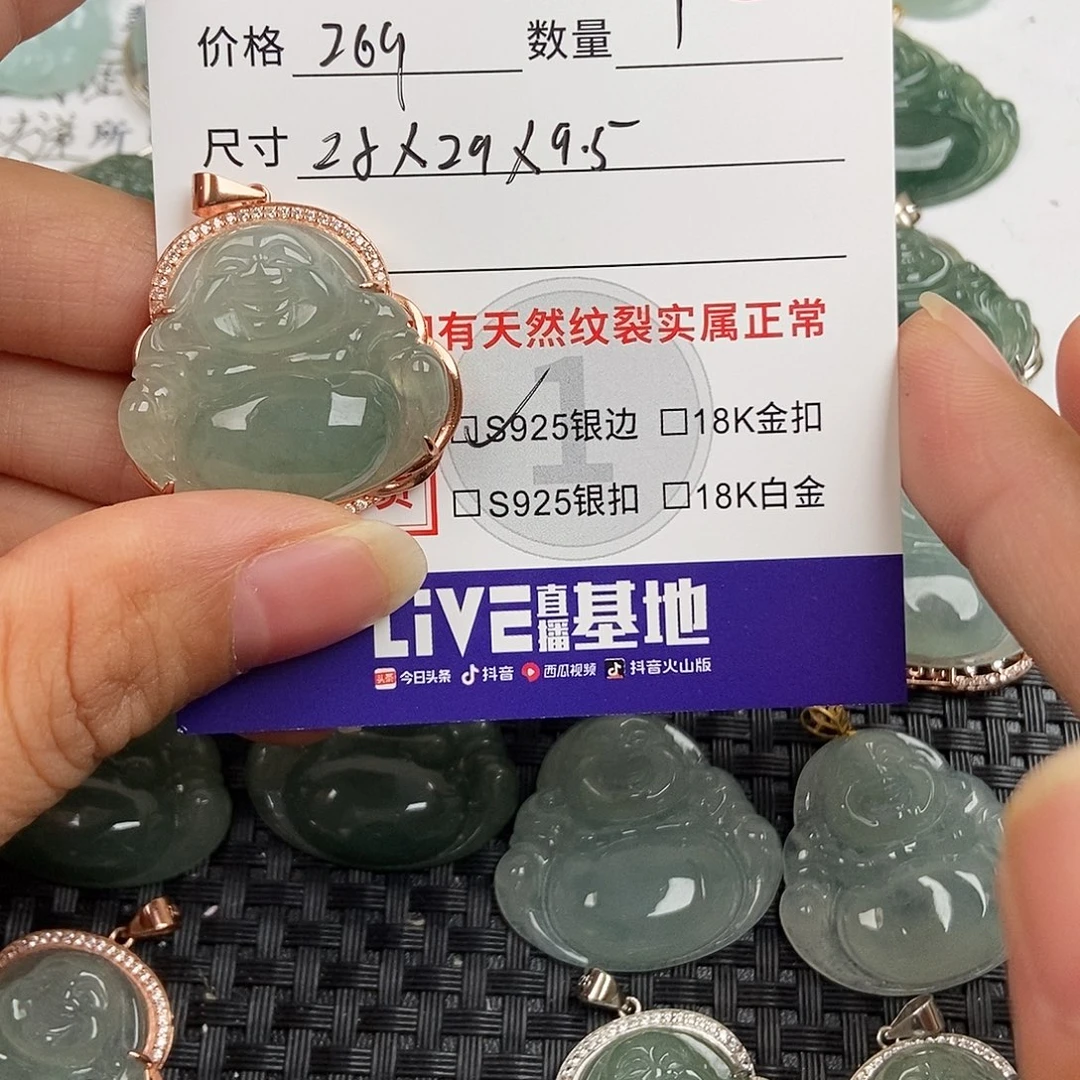 价格 269 数量 1
尺寸 28×29×9.5
有天然纹裂实属正常
□S925银边 □18K金扣
□S925银扣 □18K白金
LiVE直播基地
头条 今日头条 抖音 西瓜视频 抖音火山版